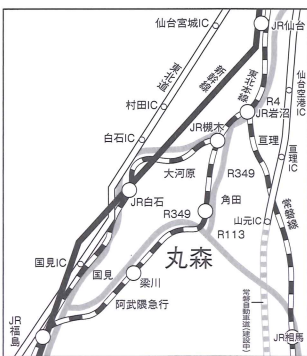 仙台宮城IC
JR仙台
東北道
新幹線
東北本線
仙台空港IC
村田IC
R4
JR岩沼
白石IC
JR槻木
亘理
亘理IC
大河原
R349
常磐線
JR白石
角田
R349
山元IC
R113
国見IC
国見
丸森
梁川
阿武隈急行
常磐自動車道(建設中)
JR福島
JR相馬